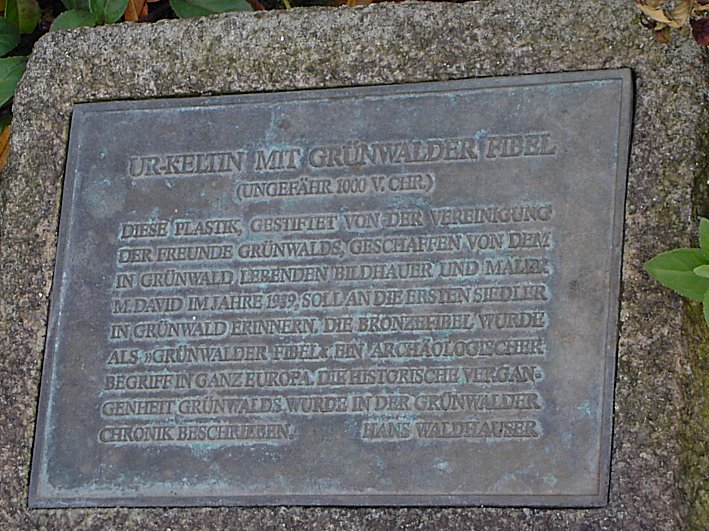 UR-KELTIN MIT GRÜNWALDER FIBEL
(UNGEFÄHR 1000 V. CHR.)
DIESE PLASTIK, GESTIFTET VON DER VEREINIGUNG
DER FREUNDE GRÜNWALDS, GESCHAFFEN VON DEM
IN GRÜNWALD LEBENDEN BILDHAUER UND MALER
M. DAVID IM JAHRE 1989, SOLL AN DIE ERSTEN SIEDLER
IN GRÜNWALD ERINNERN. DIE BRONZEFIBEL WURDE
ALS »GRÜNWALDER FIBEL«, EIN ARCHÄOLOGISCHER
BEGRIFF IN GANZ EUROPA. DIE HISTORISCHE VERGAN-
GENHEIT GRÜNWALDS WURDE IN DER GRÜNWALDER
CHRONIK BESCHRIEBEN. HANS WALDHAUSER